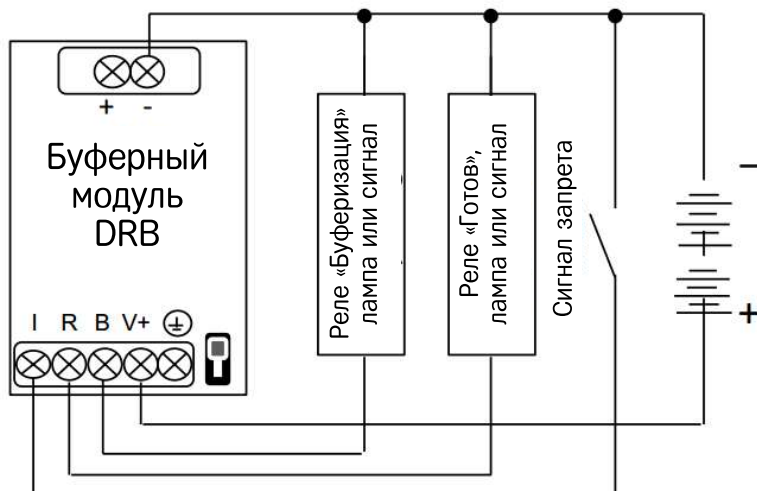 + -
Буферный
модуль
DRB
I R B V+
Реле «Буферизация»
лампа или сигнал
Реле «Готов»,
лампа или сигнал
Сигнал запрета
-
+